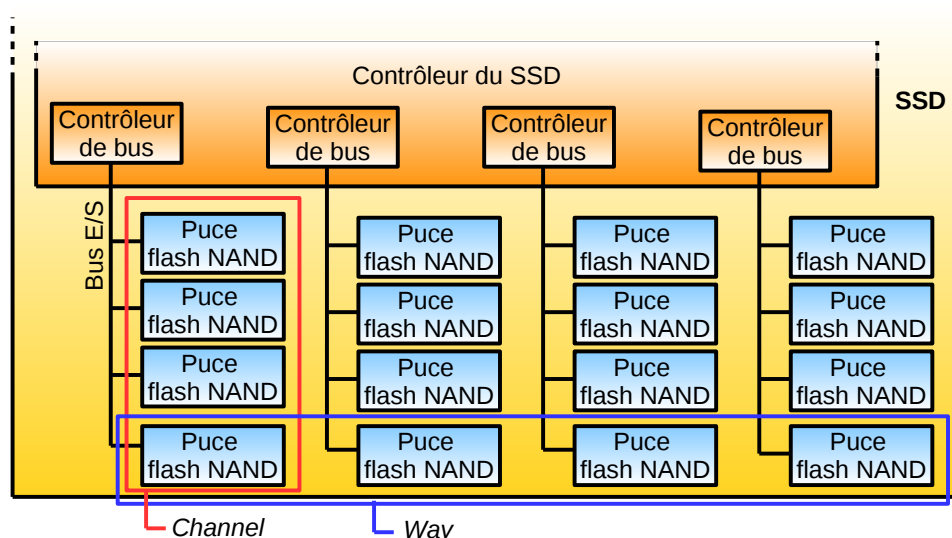 Contrôleur du SSD
SSD
Contrôleur
de bus
Contrôleur
de bus
Contrôleur
de bus
Contrôleur
de bus
Bus E/S
Puce
flash NAND
Puce
flash NAND
Puce
flash NAND
Puce
flash NAND
Puce
flash NAND
Puce
flash NAND
Puce
flash NAND
Puce
flash NAND
Puce
flash NAND
Puce
flash NAND
Puce
flash NAND
Puce
flash NAND
Puce
flash NAND
Puce
flash NAND
Puce
flash NAND
Puce
flash NAND
Channel
Way